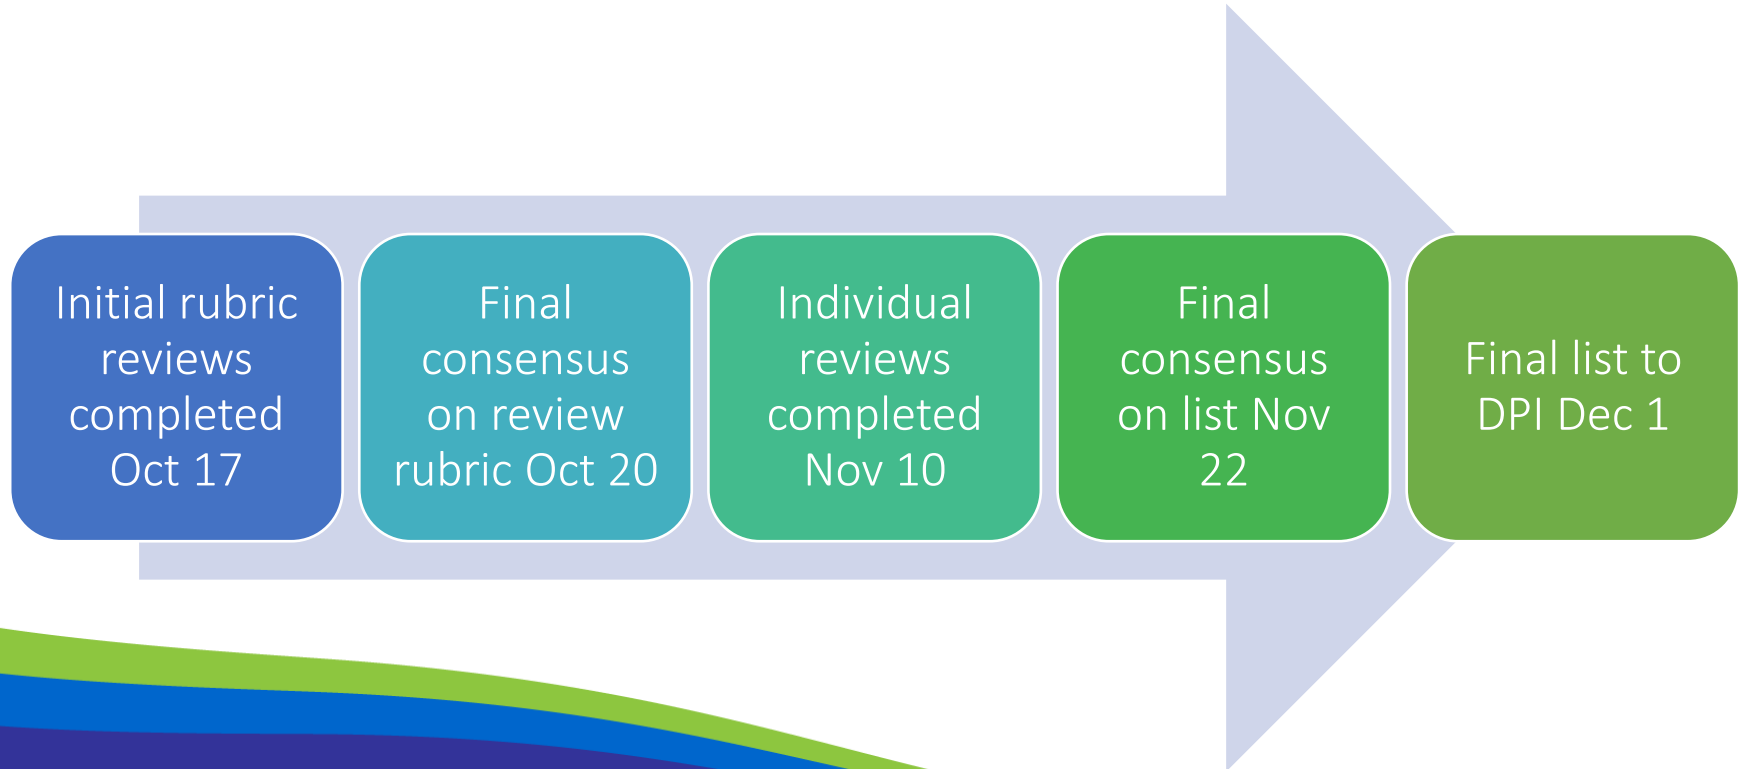 Initial rubric
reviews
completed
Oct 17
Final
consensus
on review
rubric Oct 20
Individual
reviews
completed
Nov 10
Final
consensus
on list Nov
22
Final list to
DPI Dec 1